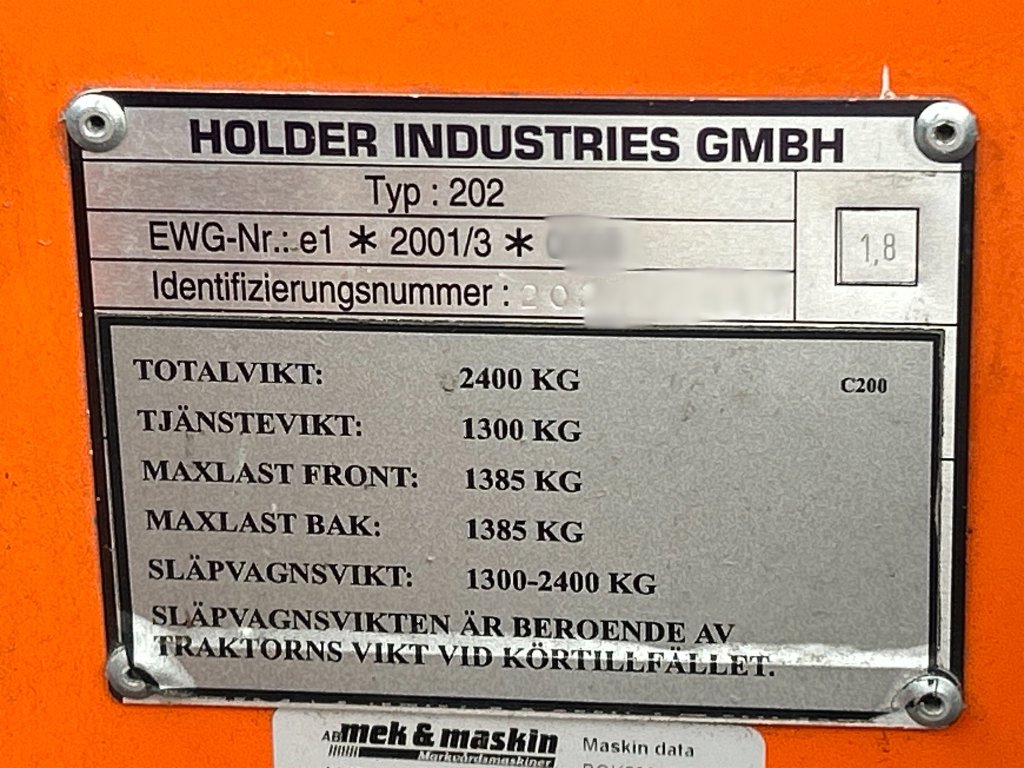 HOLDER INDUSTRIES GMBH
Typ : 202
EWG-Nr.: e1 * 2001/3 *
1,8
Identifizierungsnummer :
TOTALVIKT: 2400 KG
C200
TJÄNSTEVIKT: 1300 KG
MAXLAST FRONT: 1385 KG
MAXLAST BAK: 1385 KG
SLÄPVAGNSVIKT: 1300-2400 KG
SLÄPVAGNSVIKTEN ÄR BEROENDE AV
TRAKTORNS VIKT VID KÖRTILLFÄLLET.
AB mek & maskin
Markvårdsmaskiner
Maskin data